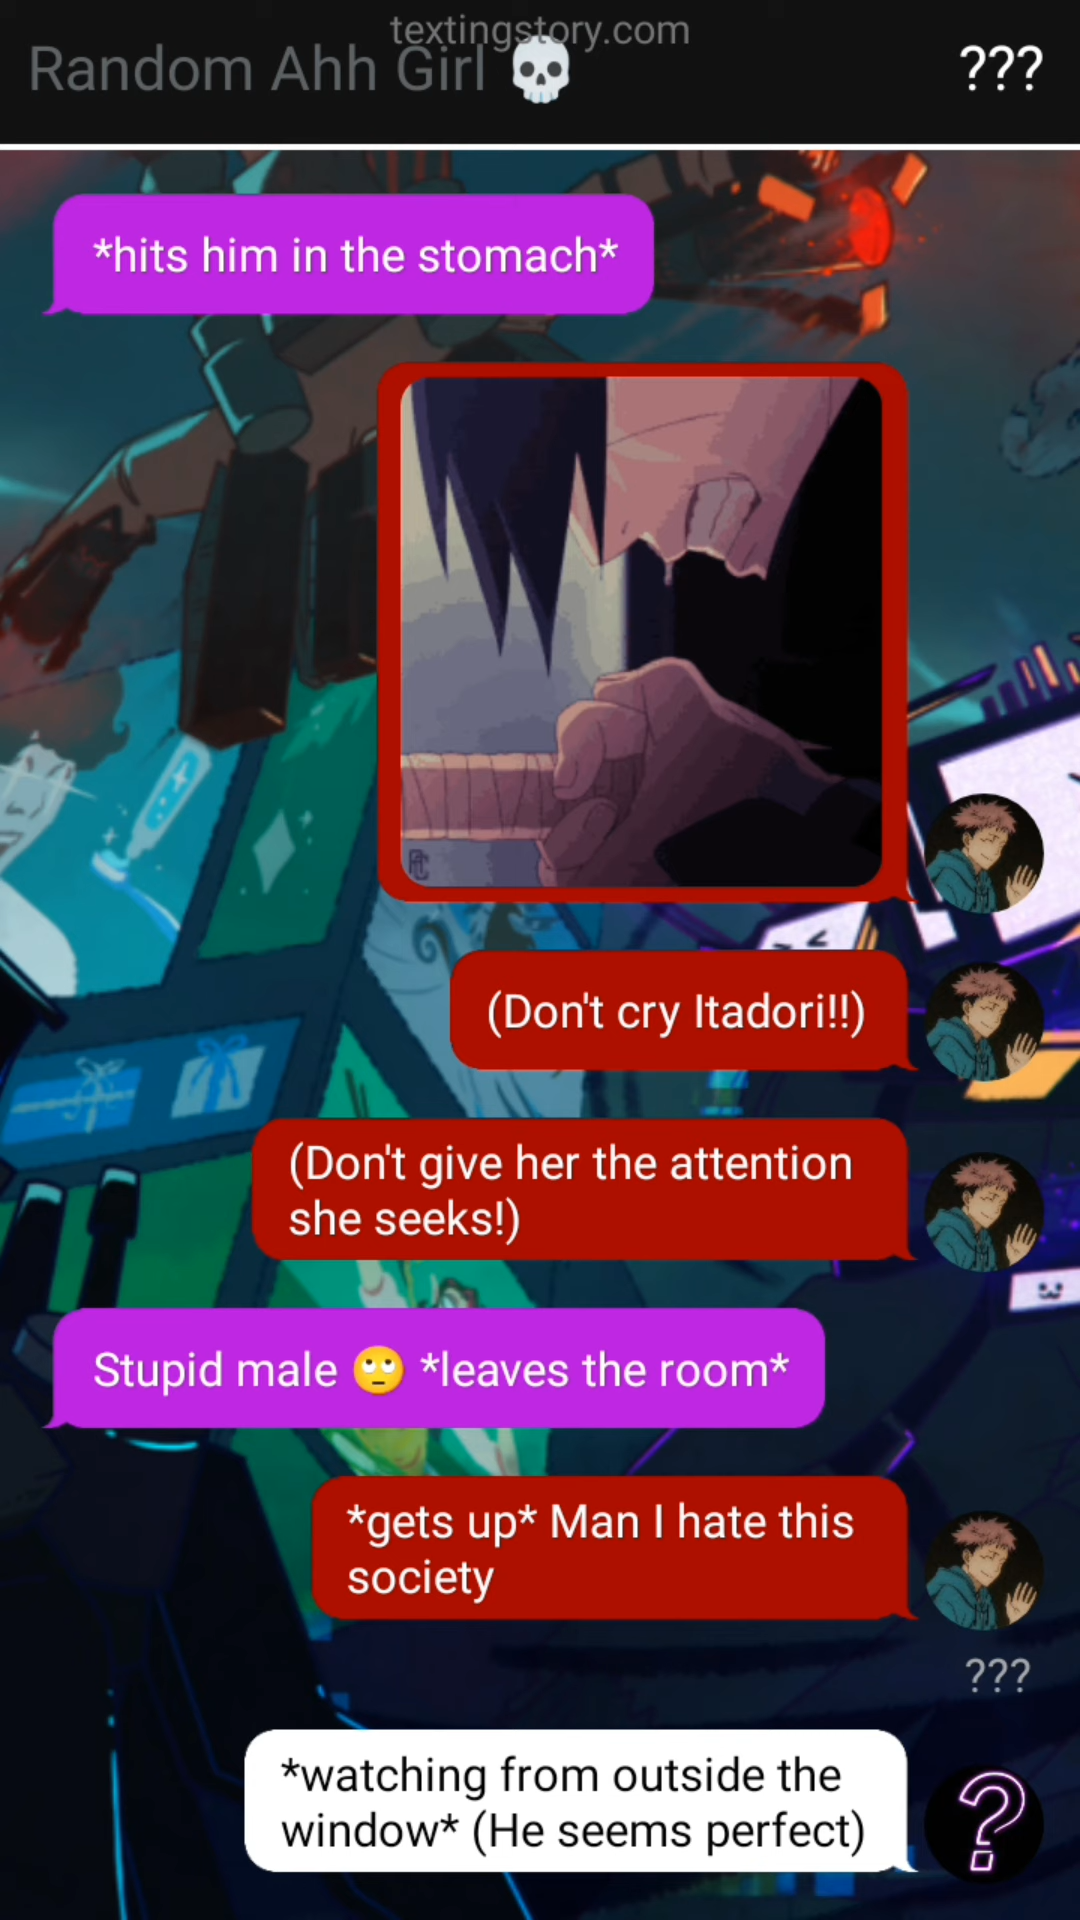 textingstory.com
Random Ahh Girl 💀 ???
*hits him in the stomach*
(Don't cry Itadori!!)
(Don't give her the attention
she seeks!)
Stupid male 🙄 *leaves the room*
*gets up* Man I hate this
society
???
*watching from outside the
window* (He seems perfect)
?